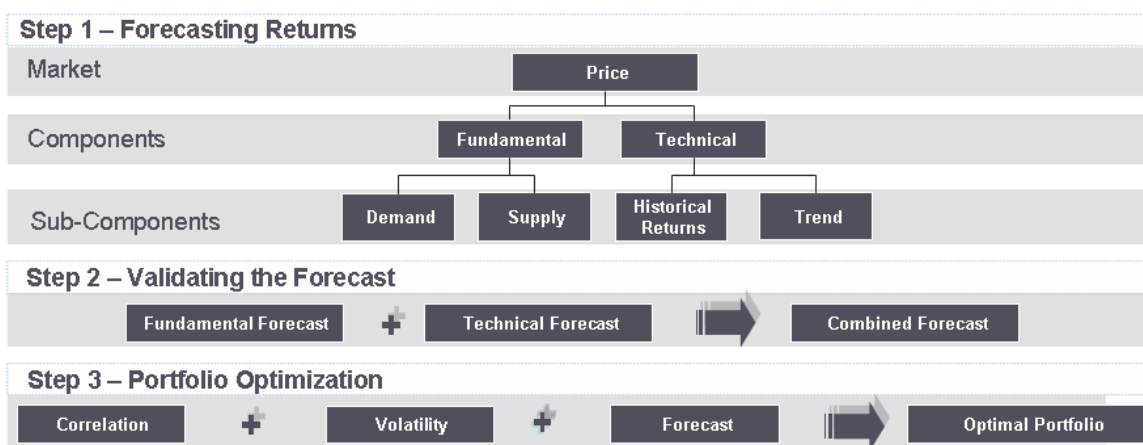 Step 1 – Forecasting Returns
Market
Price
Components
Fundamental
Technical
Sub-Components
Demand
Supply
Historical
Returns
Trend
Step 2 – Validating the Forecast
Fundamental Forecast
+
Technical Forecast
Combined Forecast
Step 3 – Portfolio Optimization
Correlation
+
Volatility
+
Forecast
Optimal Portfolio